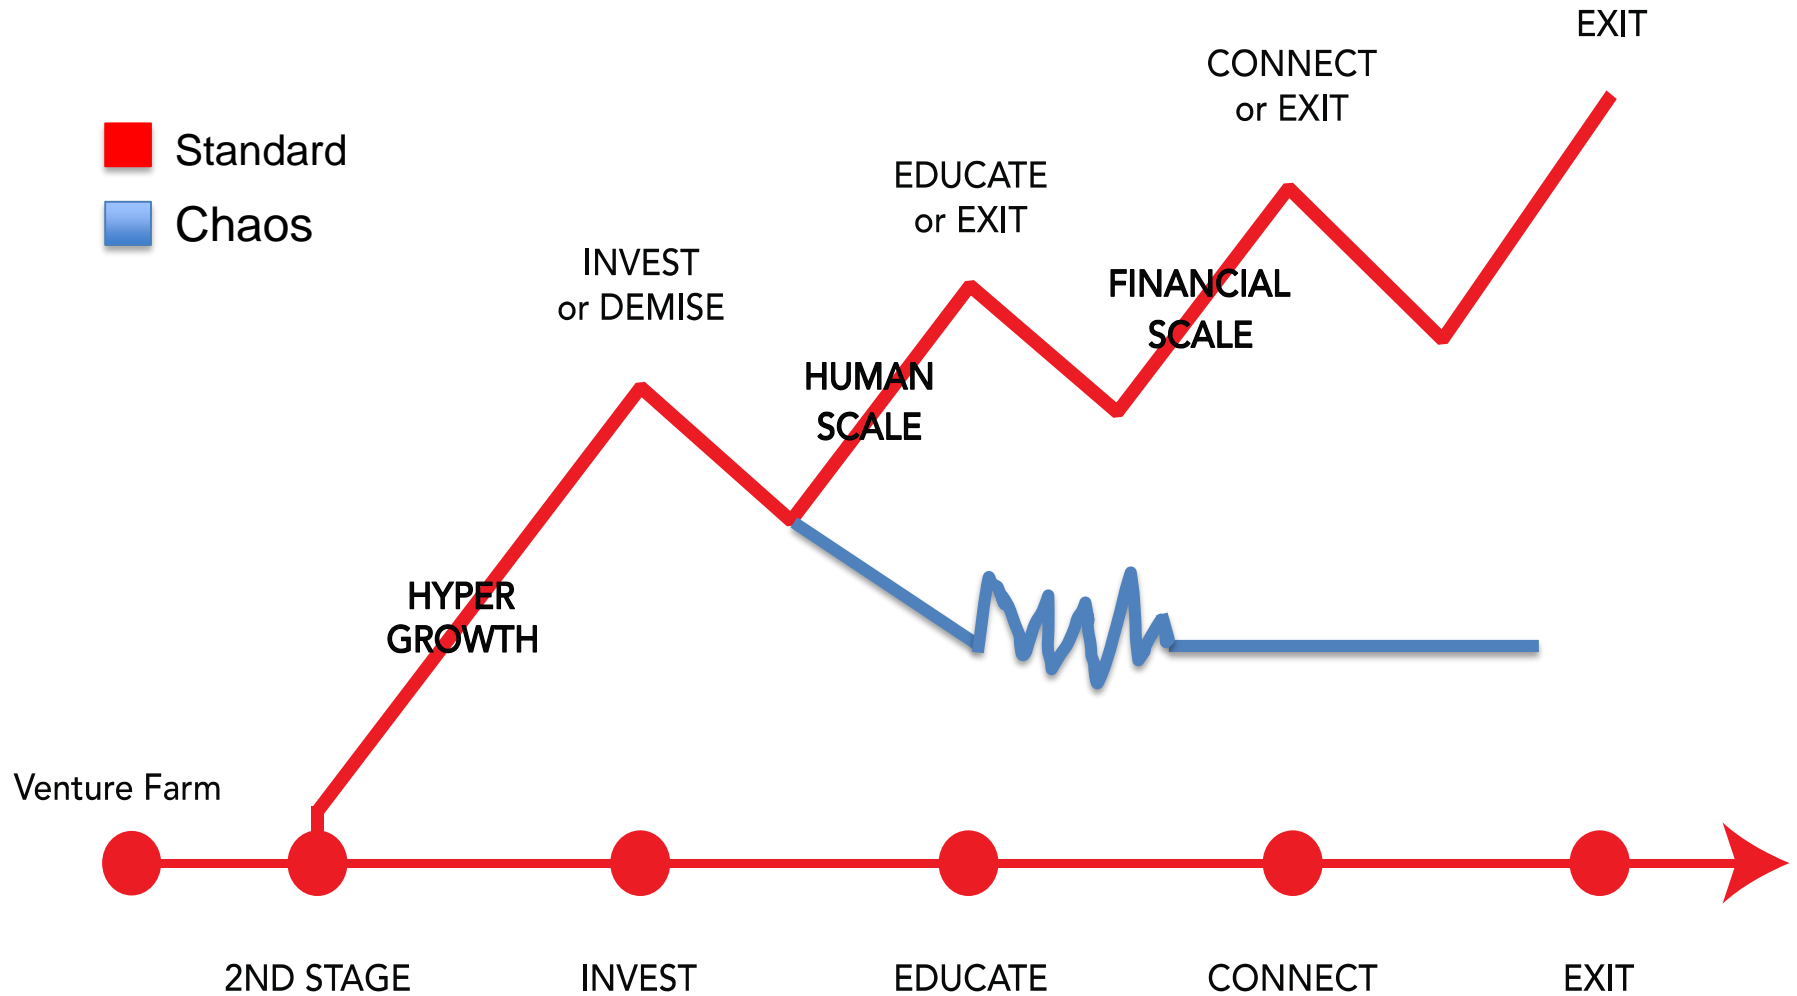 EXIT
CONNECT
or EXIT
Standard
EDUCATE
or EXIT
Chaos
INVEST
or DEMISE
FINANCIAL
SCALE
HUMAN
SCALE
HYPER
GROWTH
Venture Farm
2ND STAGE
INVEST
EDUCATE
CONNECT
EXIT